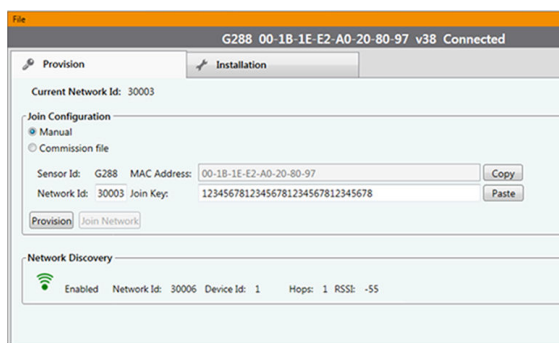 File
G288 00-1B-1E-E2-A0-20-80-97 v38 Connected
Provision Installation
Current Network Id: 30003
Join Configuration
Manual
Commission file
Sensor Id: G288 MAC Address: 00-1B-1E-E2-A0-20-80-97 Copy
Network Id: 30003 Join Key: 12345678123456781234567812345678 Paste
Provision Join Network
Network Discovery
Enabled Network Id: 30006 Device Id: 1 Hops: 1 RSSI: -55